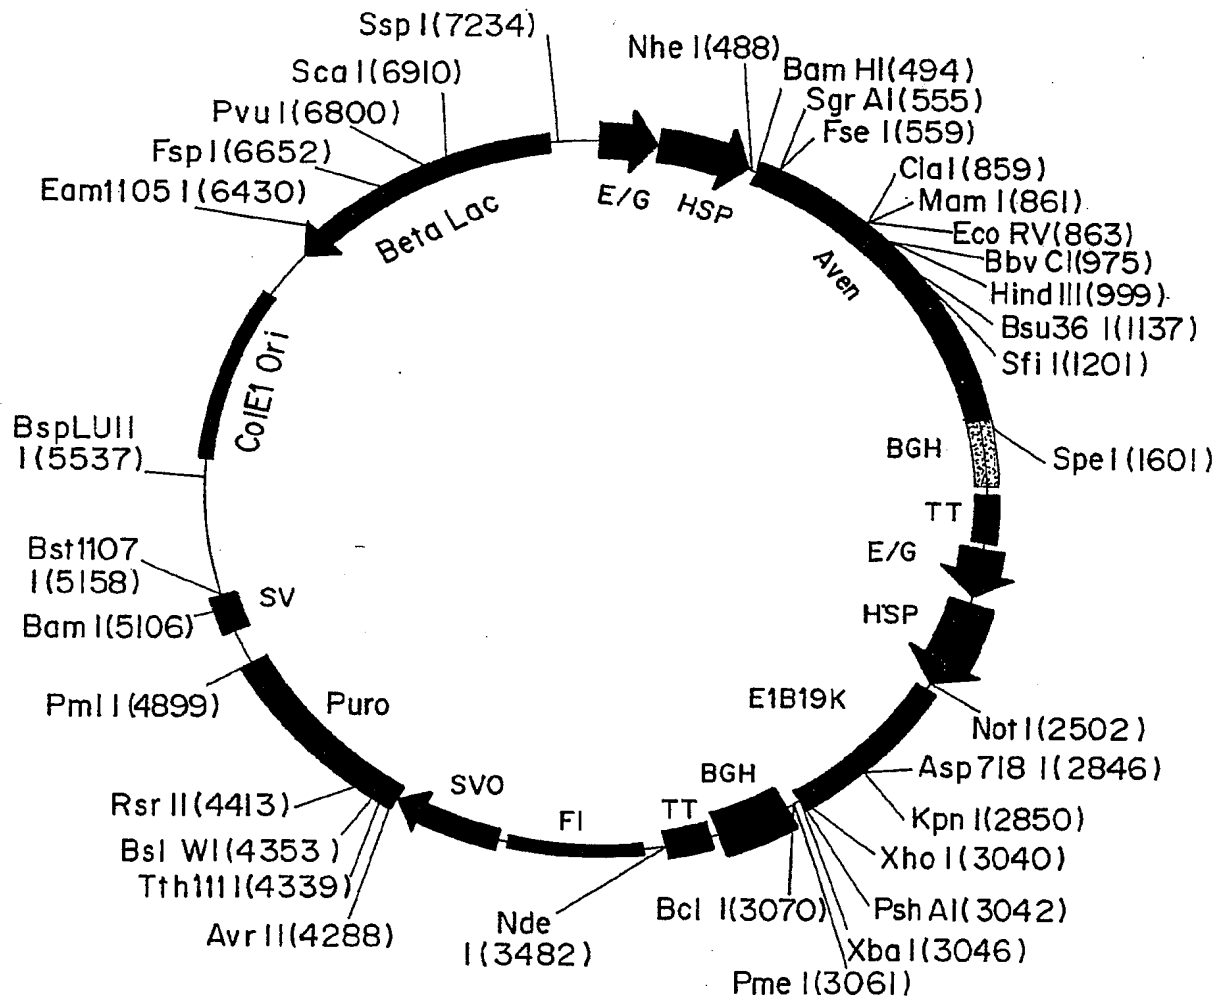 Ssp I(7234)
Sca I(6910)
Pvu I(6800)
Fsp I(6652)
Eam1105 I(6430)
Nhe I(488)
Bam HI(494)
Sgr AI(555)
Fse I(559)
Cla I(859)
Mam I(861)
Eco RV(863)
Bbv CI(975)
Hind III(999)
Bsu36 I(1137)
Sfi I(1201)
Spe I(1601)
E/G
HSP
Beta Lac
Aven
ColE1 Ori
BGH
TT
E/G
HSP
E1B19K
BspLU11
I(5537)
Bst1107
I(5158)
SV
Bam I(5106)
Pml I(4899)
Puro
Not I(2502)
Asp 718 I(2846)
Kpn I(2850)
Xho I(3040)
Psh AI(3042)
Xba I(3046)
Pme I(3061)
Bcl I(3070)
BGH
TT
FI
SVO
Rsr II(4413)
Bsl WI(4353)
Tth111 I(4339)
Avr II(4288)
Nde
I(3482)